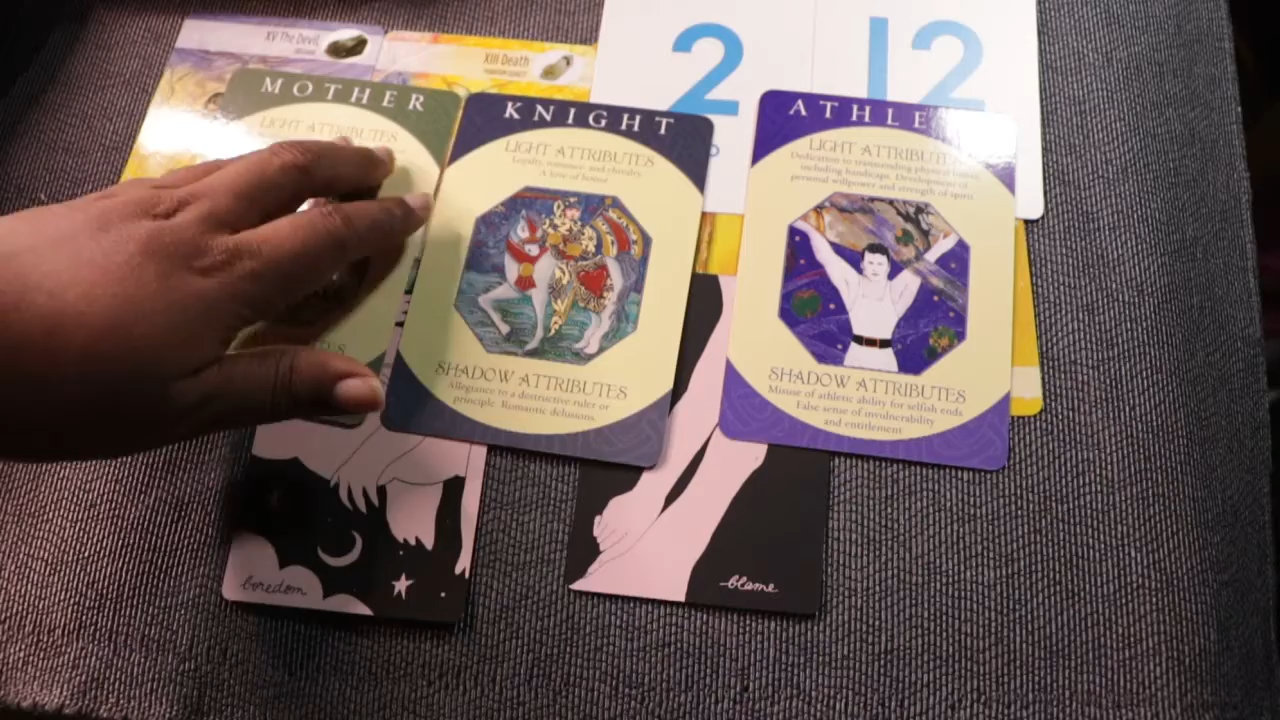 XV The Devil
XIII Death
2
12
MOTHER
LIGHT ATTRIBUTES
KNIGHT
LIGHT ATTRIBUTES
Loyalty, romance, and chivalry.
A love of honor
SHADOW ATTRIBUTES
Allegiance to a destructive ruler or
principle. Romantic delusions.
ATHLE
LIGHT ATTRIBUT
Dedication to transcending physical limits,
including handicaps. Development of
personal willpower and strength of spirit
SHADOW ATTRIBUTES
Misuse of athletic ability for selfish ends.
False sense of invulnerability
and entitlement
boredom
blame